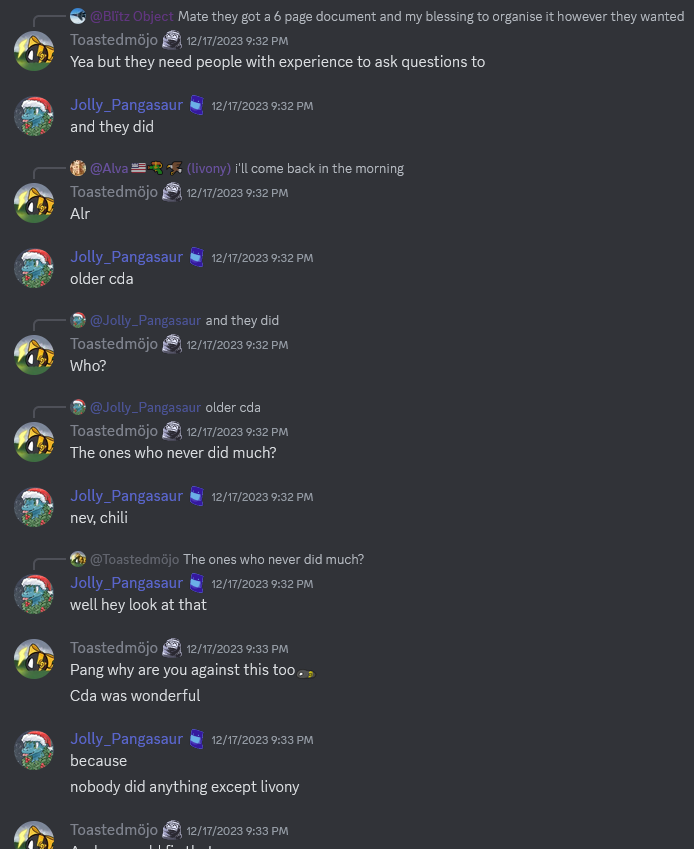 @Blïtz Object Mate they got a 6 page document and my blessing to organise it however they wanted
Toastedmöjo 12/17/2023 9:32 PM
Yea but they need people with experience to ask questions to
Jolly_Pangasaur 12/17/2023 9:32 PM
and they did
@Alva (livony) i'll come back in the morning
Toastedmöjo 12/17/2023 9:32 PM
Alr
Jolly_Pangasaur 12/17/2023 9:32 PM
older cda
@Jolly_Pangasaur and they did
Toastedmöjo 12/17/2023 9:32 PM
Who?
@Jolly_Pangasaur older cda
Toastedmöjo 12/17/2023 9:32 PM
The ones who never did much?
Jolly_Pangasaur 12/17/2023 9:32 PM
nev, chili
@Toastedmöjo The ones who never did much?
Jolly_Pangasaur 12/17/2023 9:32 PM
well hey look at that
Toastedmöjo 12/17/2023 9:33 PM
Pang why are you against this too
Cda was wonderful
Jolly_Pangasaur 12/17/2023 9:33 PM
because
nobody did anything except livony
Toastedmöjo 12/17/2023 9:33 PM